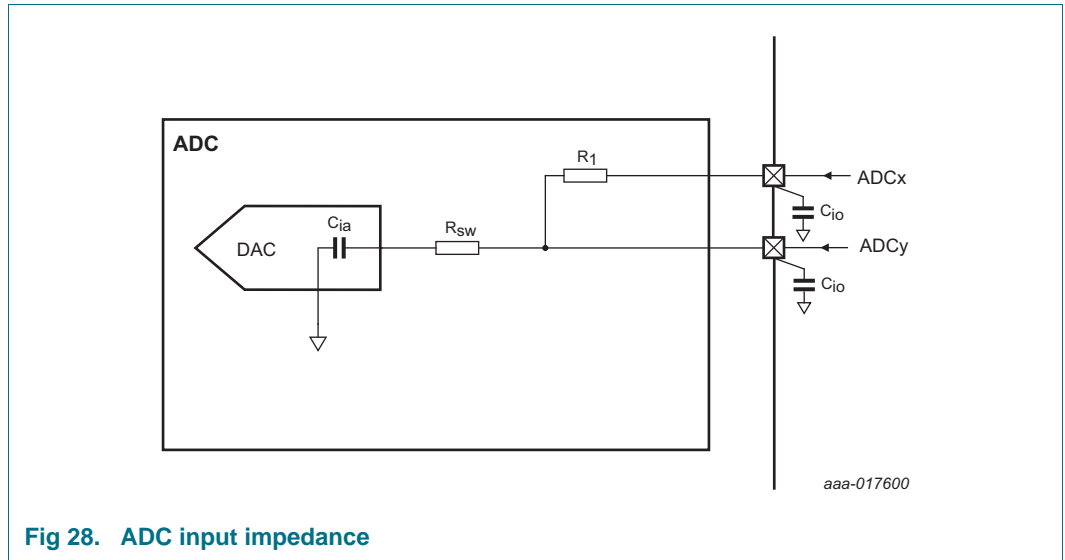 ADC
R1
ADCx
Cio
Cia
Rsw
DAC
ADCy
Cio
aaa-017600
Fig 28. ADC input impedance